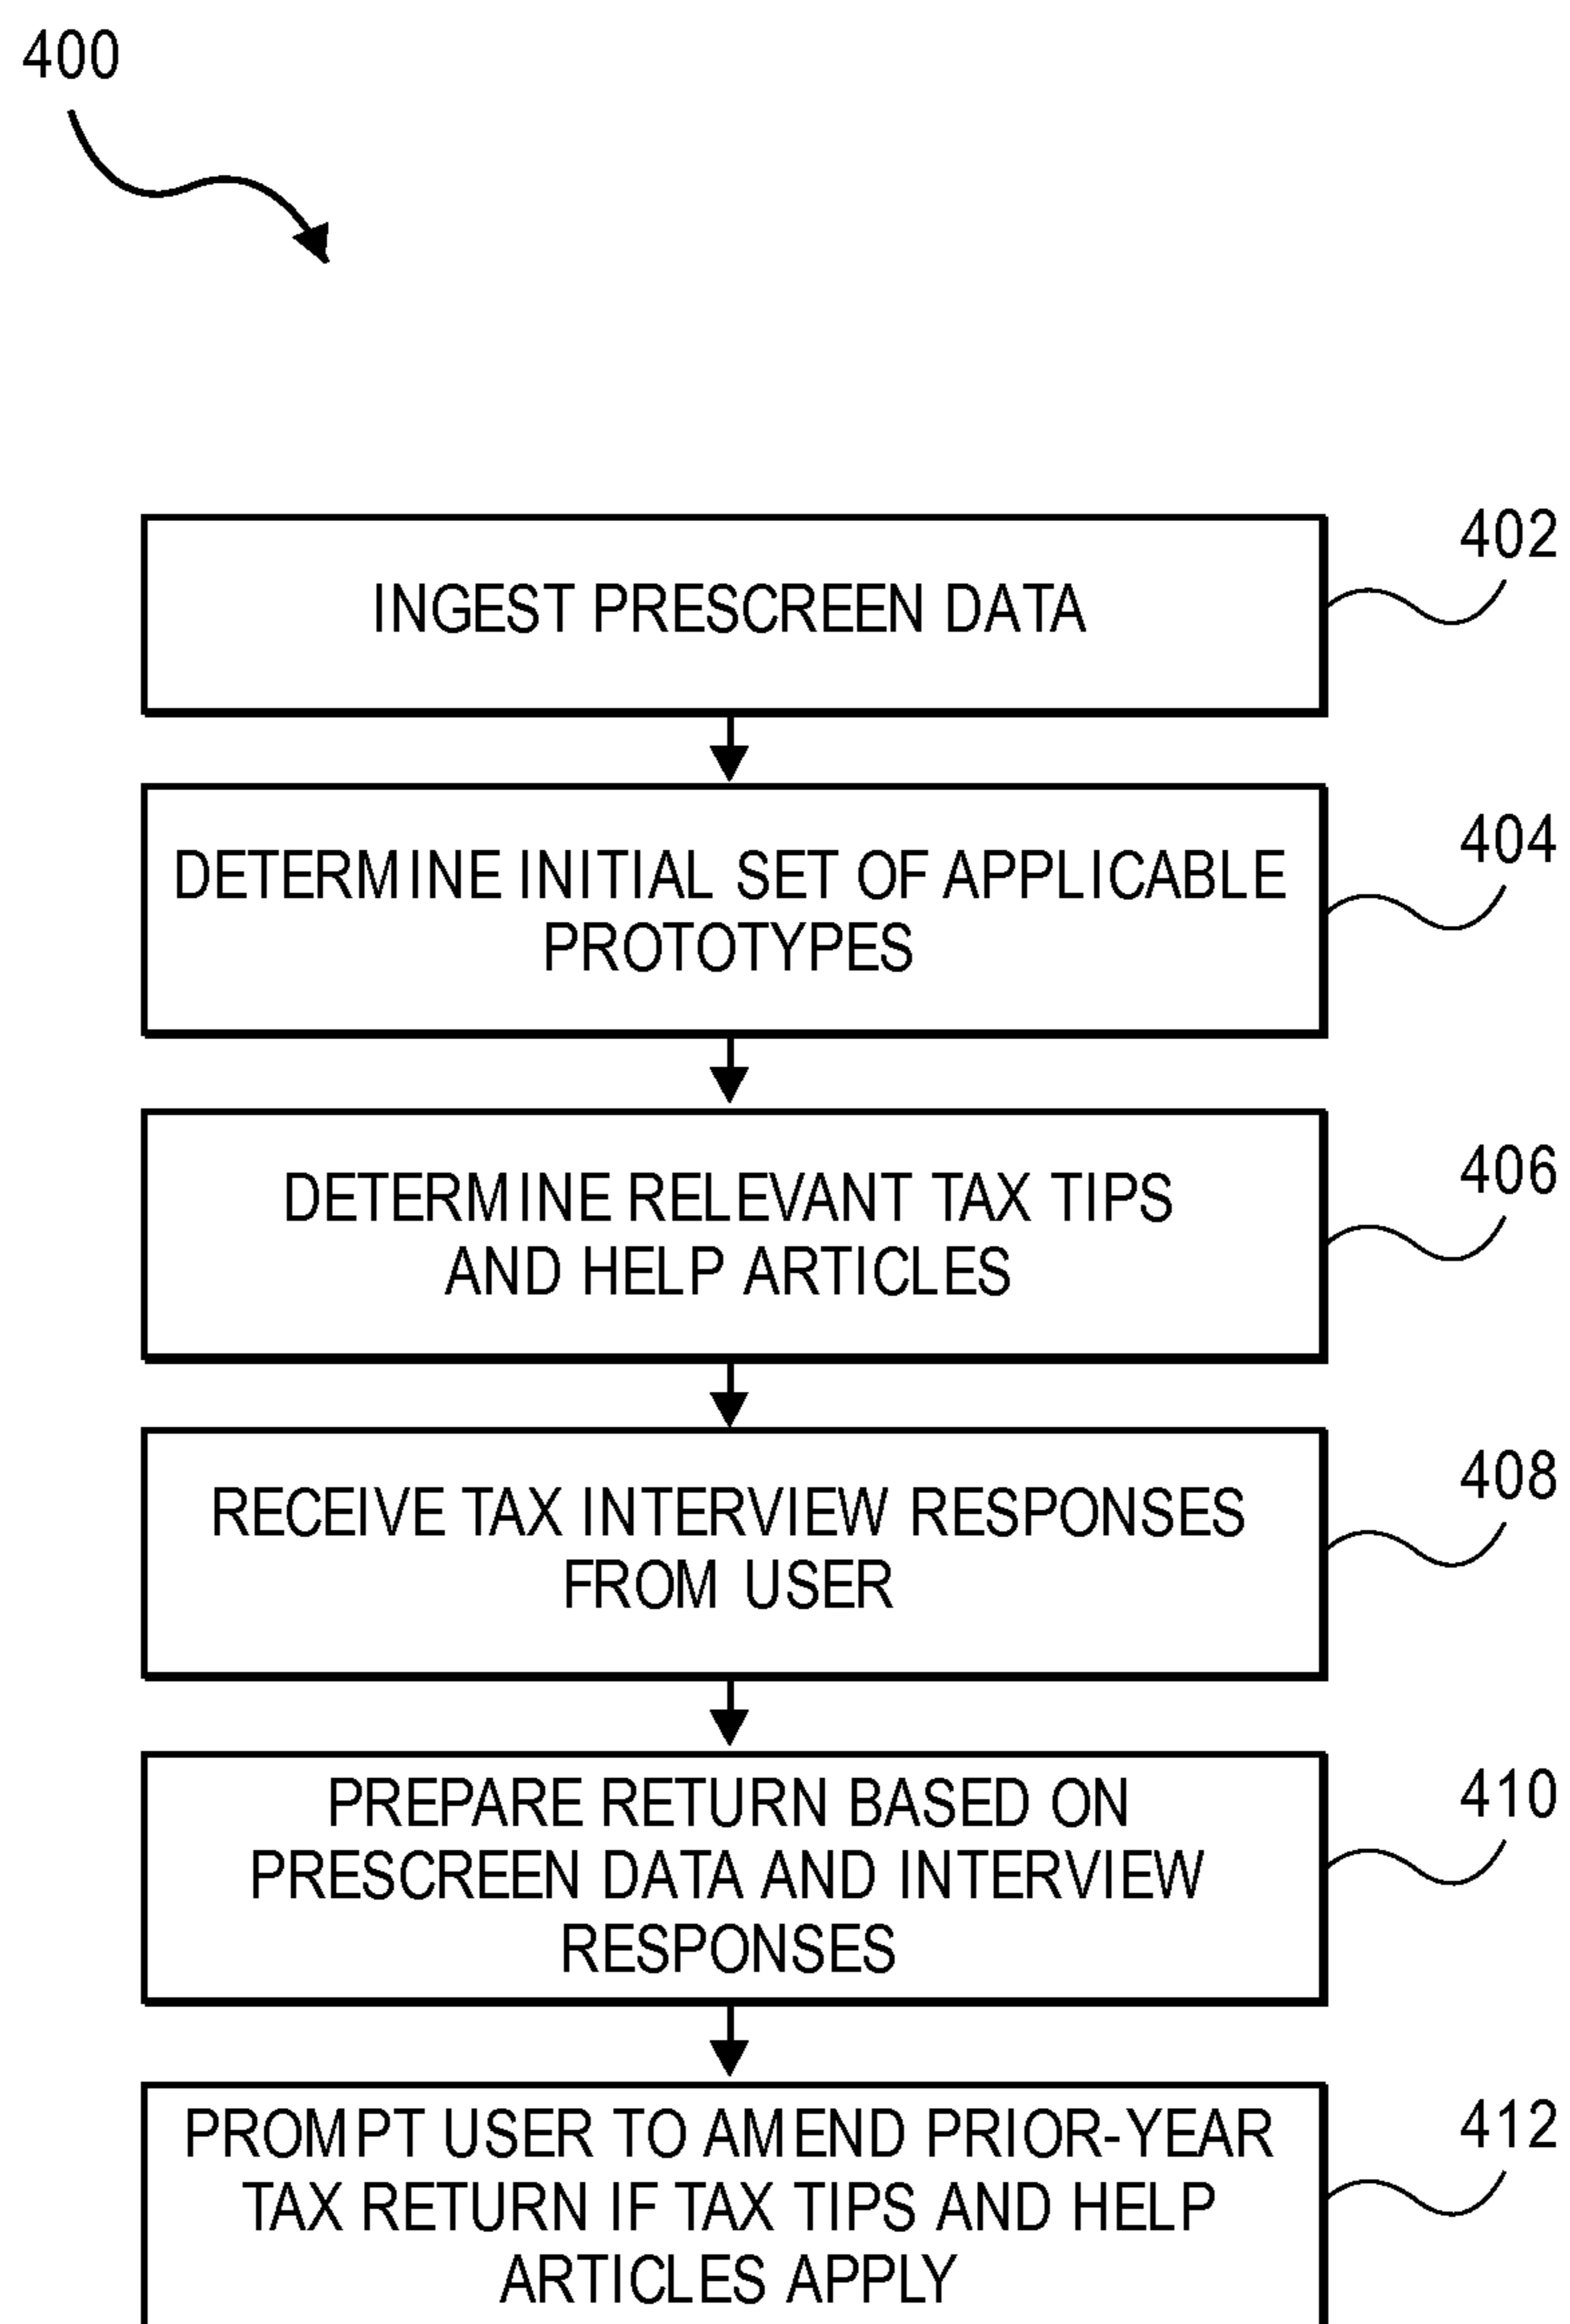 400
INGEST PRESCREEN DATA
402
DETERMINE INITIAL SET OF APPLICABLE
PROTOTYPES
404
DETERMINE RELEVANT TAX TIPS
AND HELP ARTICLES
406
RECEIVE TAX INTERVIEW RESPONSES
FROM USER
408
PREPARE RETURN BASED ON
PRESCREEN DATA AND INTERVIEW
RESPONSES
410
PROMPT USER TO AMEND PRIOR-YEAR
TAX RETURN IF TAX TIPS AND HELP
ARTICLES APPLY
412